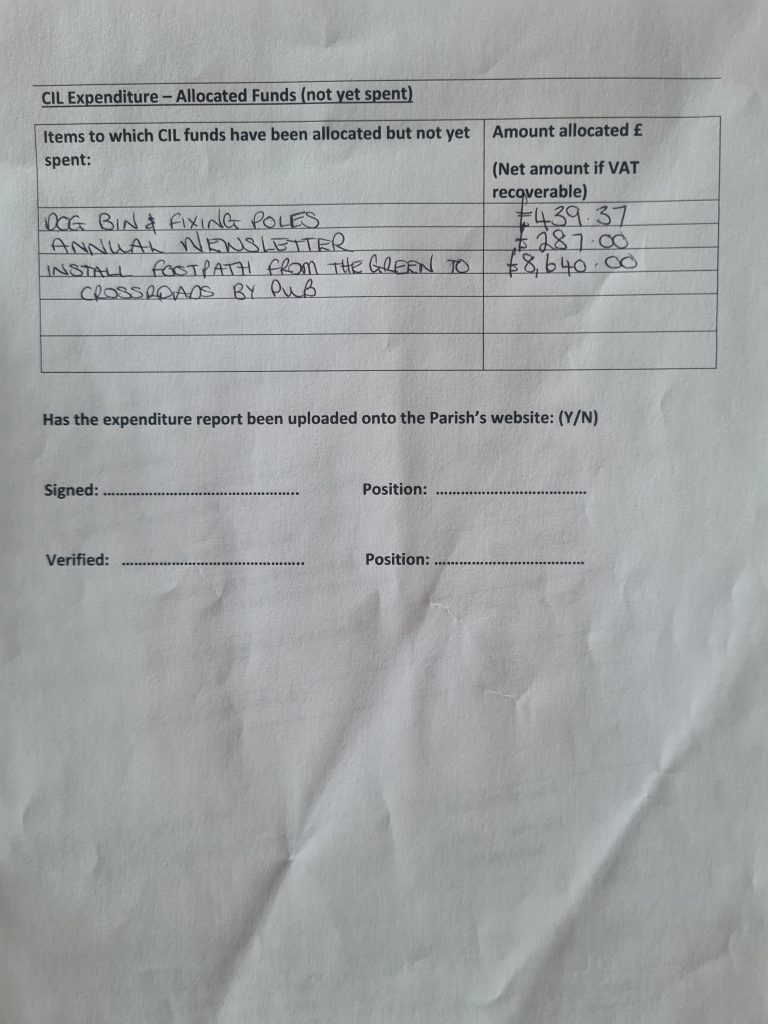 CIL Expenditure – Allocated Funds (not yet spent)
Items to which CIL funds have been allocated but not yet
spent:
Amount allocated £
(Net amount if VAT
recoverable)
DOG BIN & FIXING POLES £439.37
ANNUAL NEWSLETTER £287.00
INSTALL FOOTPATH FROM THE GREEN TO £8,640.00
CROSSROADS BY PUB
Has the expenditure report been uploaded onto the Parish's website: (Y/N)
Signed: ............................................. Position: .....................................
Verified: .......................................... Position: .....................................